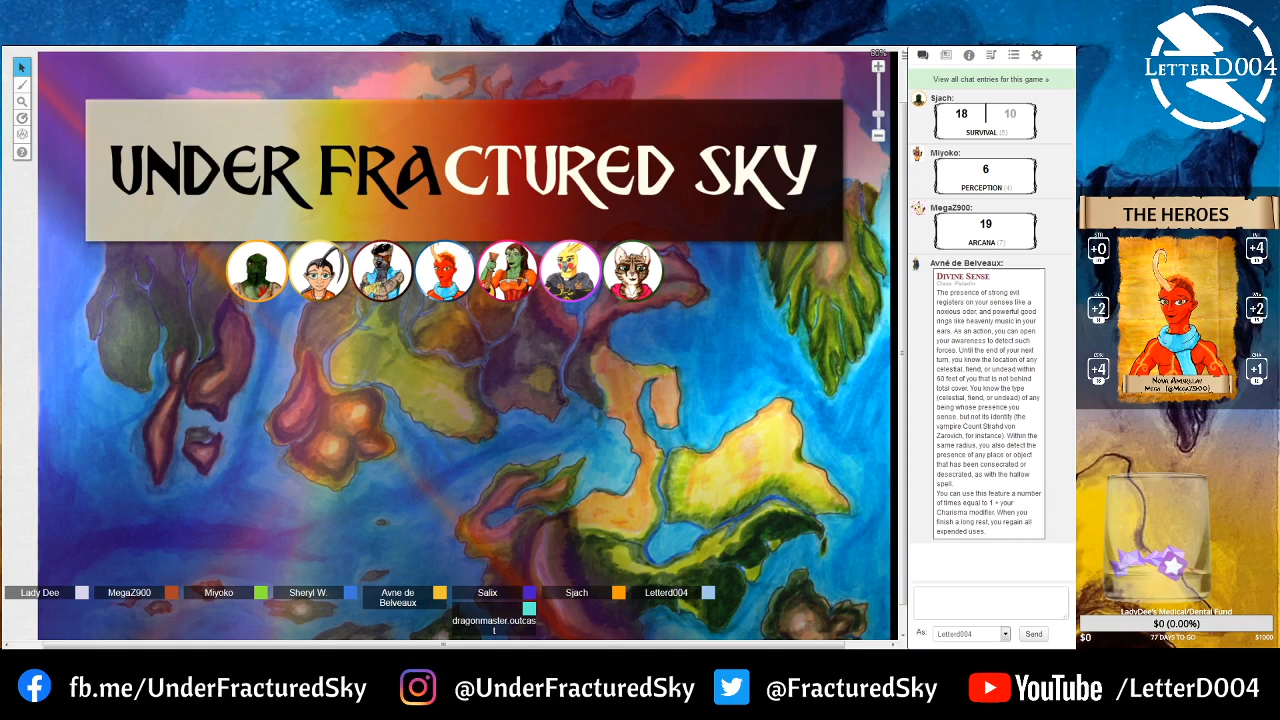 UNDER FRACTURED SKY
80%
View all chat entries for this game »
Sjach:
18 10
SURVIVAL (5)
Miyoko:
6
PERCEPTION (4)
MegaZ900:
19
ARCANA (7)
Avné de Belveaux:
DIVINE SENSE
Class: Paladin
The presence of strong evil
registers on your senses like a
noxious odor, and powerful good
rings like heavenly music in your
ears. As an action, you can open
your awareness to detect such
forces. Until the end of your next
turn, you know the location of any
celestial, fiend, or undead within
60 feet of you that is not behind
total cover. You know the type
(celestial, fiend, or undead) of any
being whose presence you
sense, but not its identity (the
vampire Count Strahd von
Zarovich, for instance). Within the
same radius, you also detect the
presence of any place or object
that has been consecrated or
desecrated, as with the hallow
spell.
You can use this feature a number
of times equal to 1 + your
Charisma modifier. When you
finish a long rest, you regain all
expended uses.
As:
Letterd004
Send
LETTERD004
THE HEROES
STR
+0
INT
+4
DEX
+2
WIS
+2
CON
+4
CHA
+1
NOVA AMARILLAY
MEGA (@MEGAZ900)
LadyDee's Medical/Dental Fund
$0 (0.00%)
$0
77 DAYS TO GO
$1000
Lady Dee
MegaZ900
Miyoko
Sheryl W.
Avne de
Belveaux
Salix
Sjach
Letterd004
dragonmaster.outcas
t
fb.me/UnderFracturedSky
@UnderFracturedSky
@FracturedSky
YouTube /LetterD004